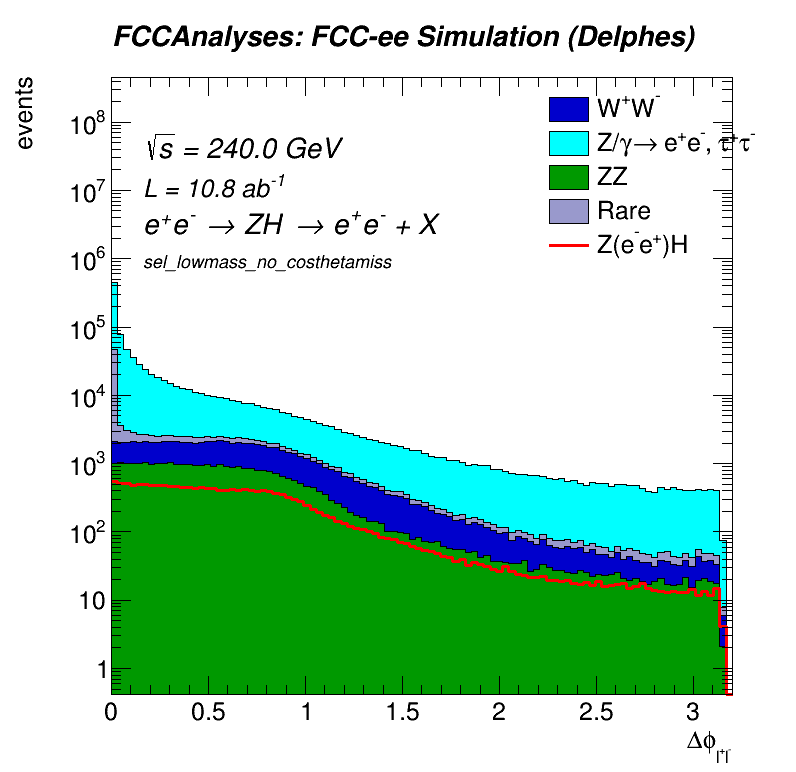 FCCAnalyses: FCC-ee Simulation (Delphes)
events
√s = 240.0 GeV
L = 10.8 ab⁻¹
e⁺e⁻ → ZH → e⁺e⁻ + X
sel_lowmass_no_costhetamiss
W⁺W⁻
Z/γ→ e⁺e⁻, τ⁺τ⁻
ZZ
Rare
Z(e⁻e⁺)H
10⁸
10⁷
10⁶
10⁵
10⁴
10³
10²
10
1
0 0.5 1 1.5 2 2.5 3
Δϕ_l⁺l⁻